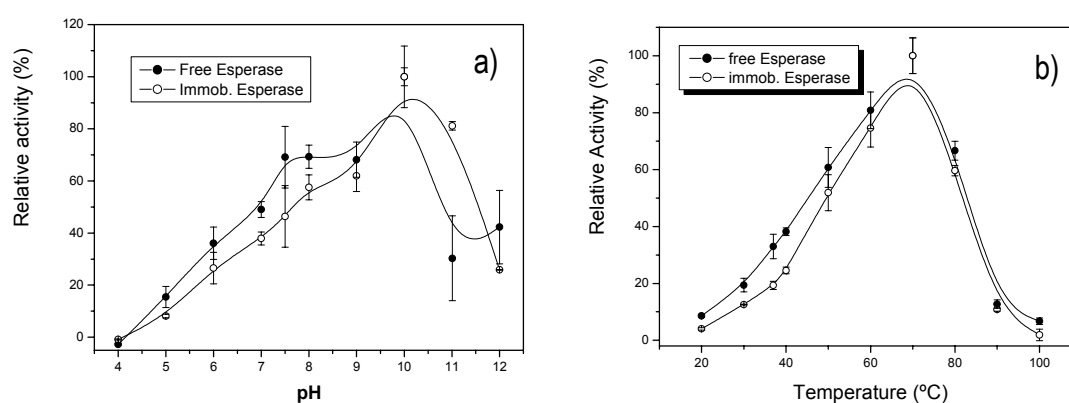 120
100
80
60
40
20
0
Relative activity (%)
Free Esperase
Immob. Esperase
a)
4 5 6 7 8 9 10 11 12
pH
100
80
60
40
20
0
Relative Activity (%)
free Esperase
immob. Esperase
b)
20 40 60 80 100
Temperature (ºC)